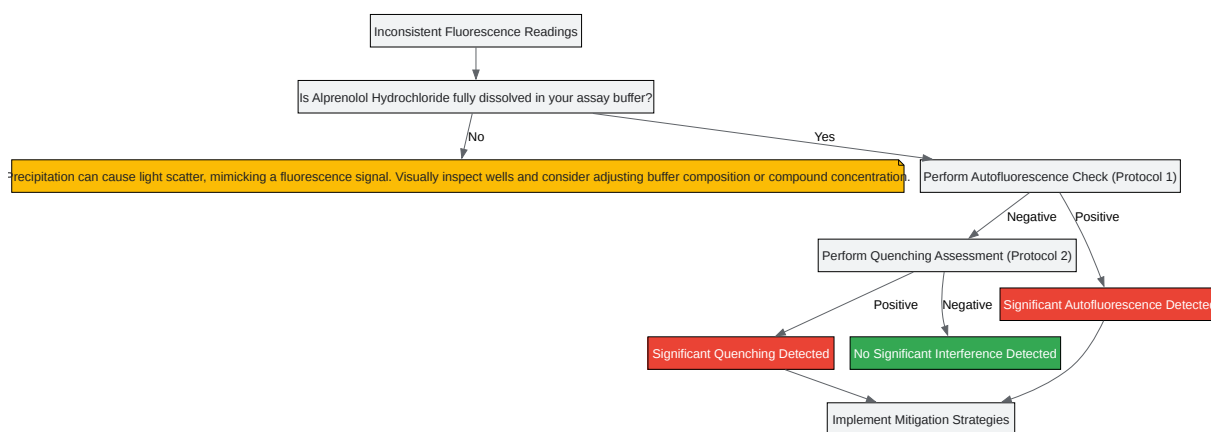 Inconsistent Fluorescence Readings
Is Alprenolol Hydrochloride fully dissolved in your assay buffer?
No
Yes
Precipitation can cause light scatter, mimicking a fluorescence signal. Visually inspect wells and consider adjusting buffer composition or compound concentration.
Perform Autofluorescence Check (Protocol 1)
Negative
Positive
Perform Quenching Assessment (Protocol 2)
Positive
Negative
Significant Autofluorescence Detected
Significant Quenching Detected
No Significant Interference Detected
Implement Mitigation Strategies